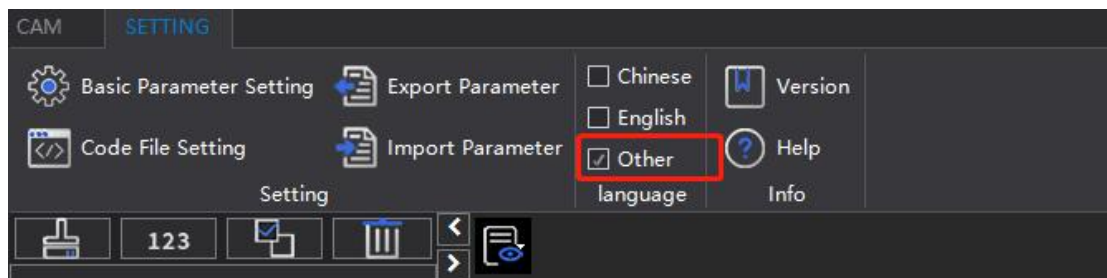 CAM SETTING
Basic Parameter Setting Export Parameter Chinese Version
English
Code File Setting Import Parameter Other Help
Setting language Info
123